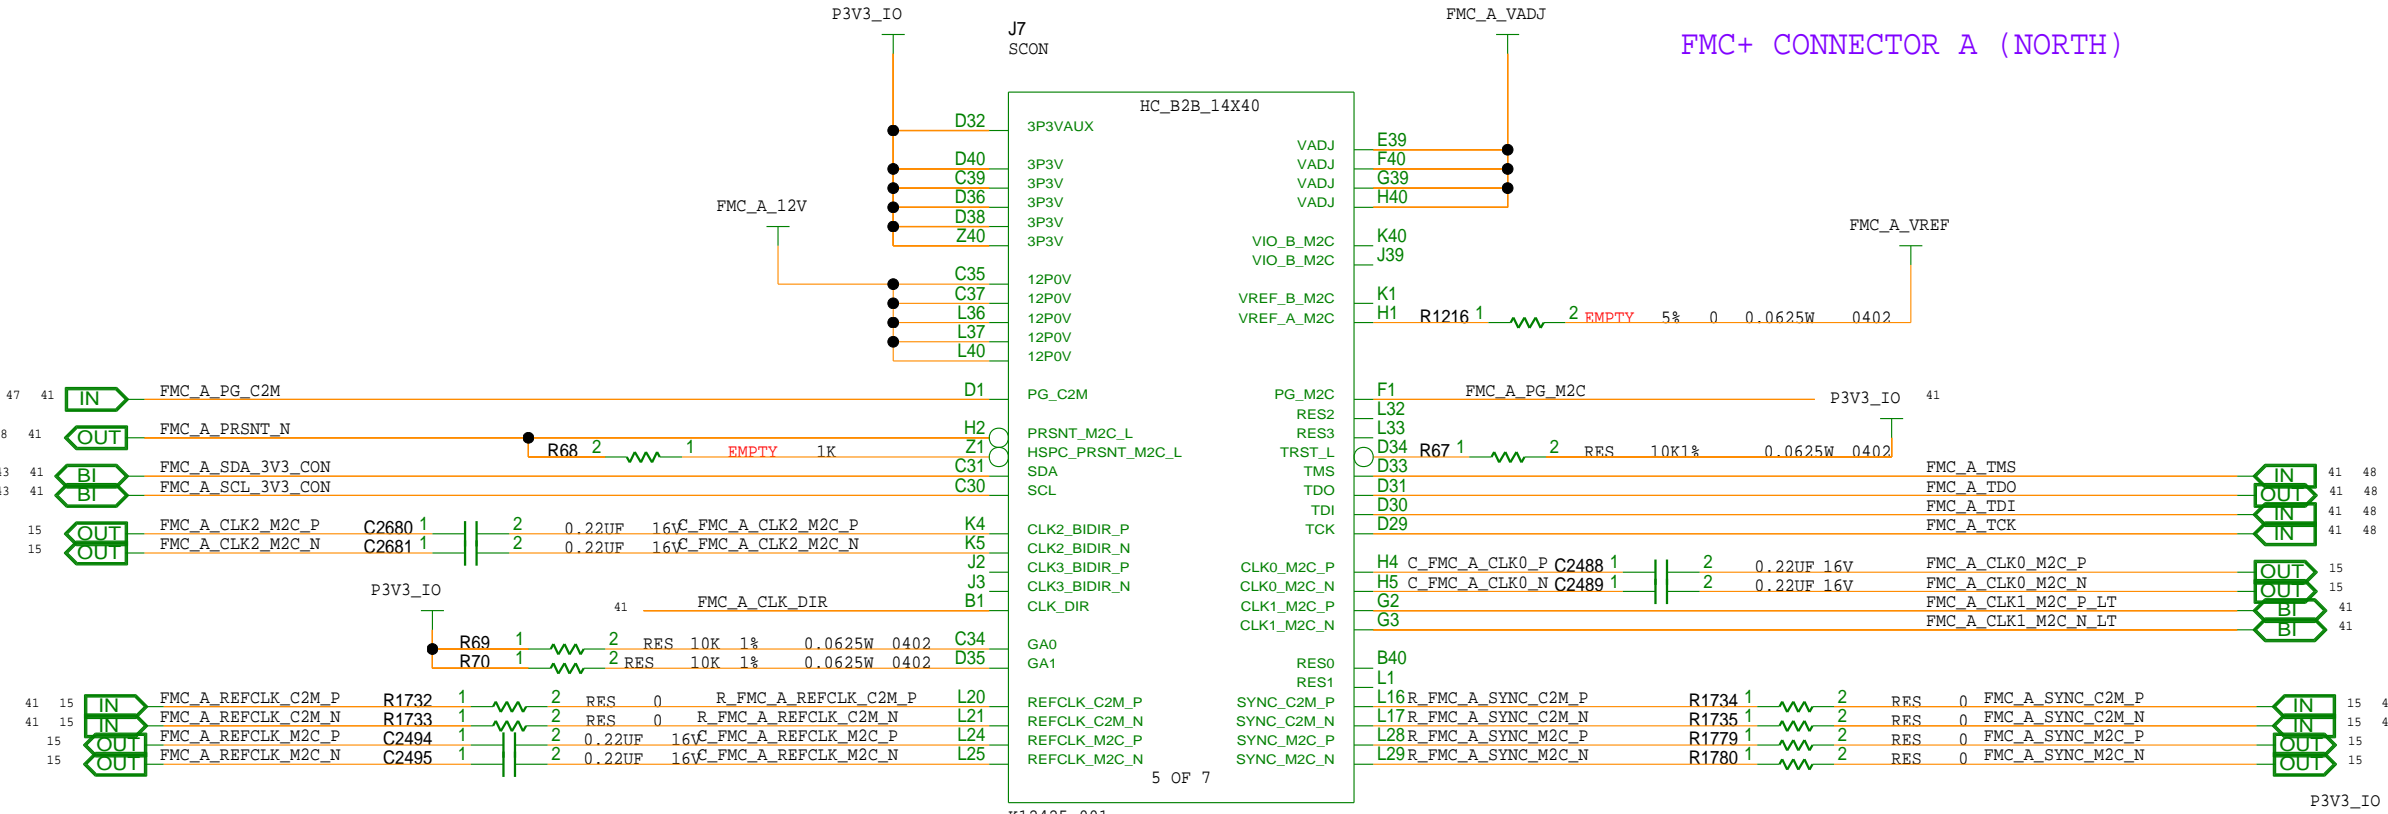 P3V3_IO
J7
SCON
FMC_A_VADJ
FMC+ CONNECTOR A (NORTH)
HC_B2B_14X40
D32 3P3VAUX
VADJ E39
D40 3P3V
VADJ F40
C39 3P3V
VADJ G39
D36 3P3V
VADJ H40
FMC_A_12V
D38 3P3V
FMC_A_VREF
Z40 3P3V
VIO_B_M2C K40
VIO_B_M2C J39
C35 12P0V
C37 12P0V
VREF_B_M2C K1
L36 12P0V
VREF_A_M2C H1 R1216 1 2 EMPTY 5% 0 0.0625W 0402
L37 12P0V
L40 12P0V
47 41 IN FMC_A_PG_C2M D1 PG_C2M
PG_M2C F1 FMC_A_PG_M2C 41
P3V3_IO
RES2 L32
8 41 OUT FMC_A_PRSNT_N H2 PRSNT_M2C_L
RES3 L33
R68 2 1 EMPTY 1K Z1 HSPC_PRSNT_M2C_L
TRST_L D34 R67 1 2 RES 10K1% 0.0625W 0402
43 41 BI FMC_A_SDA_3V3_CON C31 SDA
TMS D33 FMC_A_TMS IN 41 48
43 41 BI FMC_A_SCL_3V3_CON C30 SCL
TDO D31 FMC_A_TDO OUT 41 48
TDI D30 FMC_A_TDI IN 41 48
15 OUT FMC_A_CLK2_M2C_P C2680 1 2 0.22UF 16V C_FMC_A_CLK2_M2C_P K4 CLK2_BIDIR_P
TCK D29 FMC_A_TCK IN 41 48
15 OUT FMC_A_CLK2_M2C_N C2681 1 2 0.22UF 16V C_FMC_A_CLK2_M2C_N K5 CLK2_BIDIR_N
J2 CLK3_BIDIR_P
CLK0_M2C_P H4 C_FMC_A_CLK0_P C2488 1 2 0.22UF 16V FMC_A_CLK0_M2C_P OUT 15
J3 CLK3_BIDIR_N
CLK0_M2C_N H5 C_FMC_A_CLK0_N C2489 1 2 0.22UF 16V FMC_A_CLK0_M2C_N OUT 15
P3V3_IO
41 FMC_A_CLK_DIR B1 CLK_DIR
CLK1_M2C_P G2 FMC_A_CLK1_M2C_P_LT BI 41
CLK1_M2C_N G3 FMC_A_CLK1_M2C_N_LT BI 41
R69 1 2 RES 10K 1% 0.0625W 0402 C34 GA0
R70 1 2 RES 10K 1% 0.0625W 0402 D35 GA1
RES0 B40
RES1 L1
41 15 IN FMC_A_REFCLK_C2M_P R1732 1 2 RES 0 R_FMC_A_REFCLK_C2M_P L20 REFCLK_C2M_P
SYNC_C2M_P L16 R_FMC_A_SYNC_C2M_P R1734 1 2 RES 0 FMC_A_SYNC_C2M_P IN 15 4
41 15 IN FMC_A_REFCLK_C2M_N R1733 1 2 RES 0 R_FMC_A_REFCLK_C2M_N L21 REFCLK_C2M_N
SYNC_C2M_N L17 R_FMC_A_SYNC_C2M_N R1735 1 2 RES 0 FMC_A_SYNC_C2M_N IN 15 4
15 OUT FMC_A_REFCLK_M2C_P C2494 1 2 0.22UF 16V C_FMC_A_REFCLK_M2C_P L24 REFCLK_M2C_P
SYNC_M2C_P L28 R_FMC_A_SYNC_M2C_P R1779 1 2 RES 0 FMC_A_SYNC_M2C_P OUT 15
15 OUT FMC_A_REFCLK_M2C_N C2495 1 2 0.22UF 16V C_FMC_A_REFCLK_M2C_N L25 REFCLK_M2C_N
SYNC_M2C_N L29 R_FMC_A_SYNC_M2C_N R1780 1 2 RES 0 FMC_A_SYNC_M2C_N OUT 15
5 OF 7
P3V3_IO